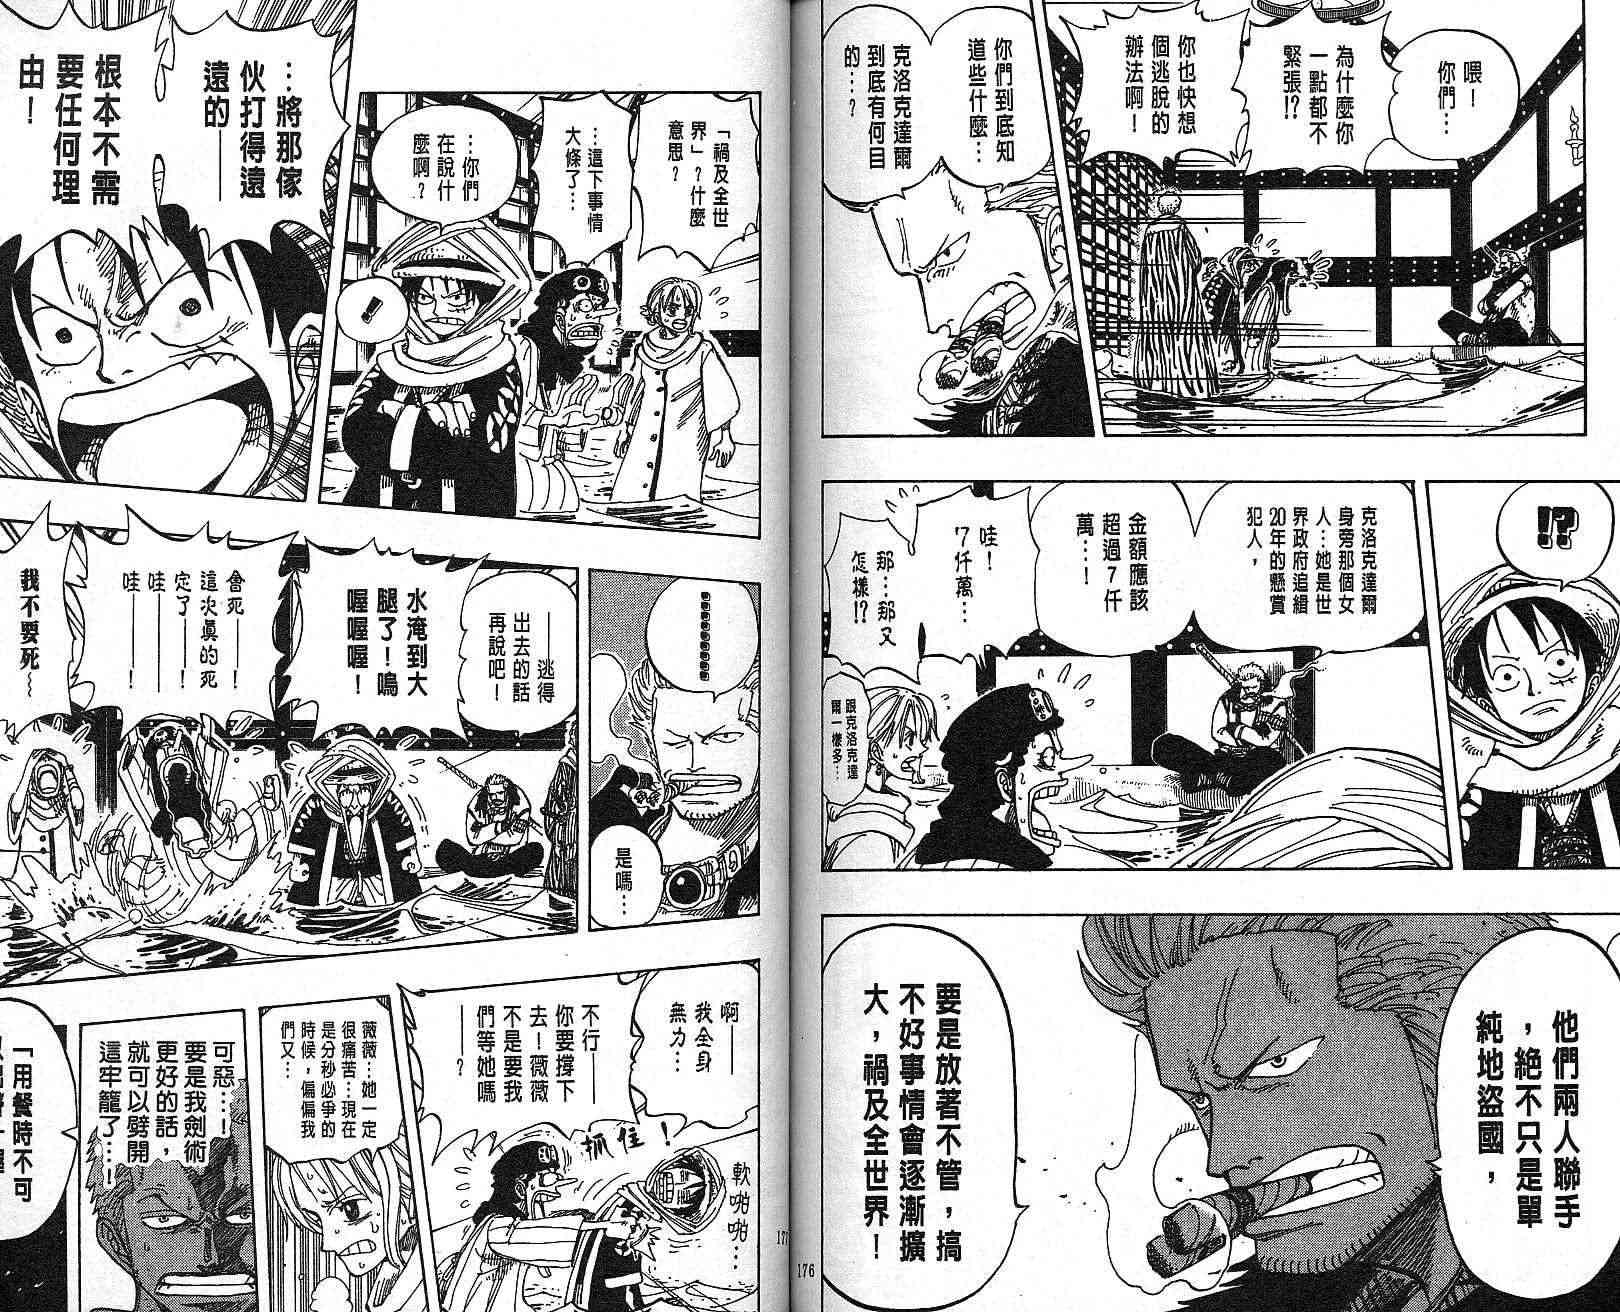 喂！
你們…
為什麼你
一點都不
緊張!?
你也快想
個逃脫的
辦法啊！
你們到底知
道些什麼…
克洛克達爾
到底有何目
的…？
!?
克洛克達爾
身旁那個女
人…她是世
界政府追緝
20年的懸賞
犯人，
金額應該
超過7仟
萬…！
哇！
7仟萬…
那…那又
怎樣!?
跟克洛克達
爾一樣多…
他們兩人聯手
，絕不只是單
純地盜國，
要是放著不管，搞
不好事情會逐漸擴
大，禍及全世界！
176
「禍及全世
界」？什麼
意思？
…這下事情
大條了…
…你們
在說什
麼啊？
!!
…將那傢
伙打得遠
遠的——
根本不需
要任何理
由！
………
是嗎…
——逃得
出去的話
再說吧！
水淹到大
腿了！嗚
喔喔喔！
會死——！
這次真的死
定了——！
哇——
哇——！
我不要死～
啊——
我全身
無力…
軟啪啪…
不行——
你要撐下
去！薇薇
不是要我
們等她嗎
——？
抓住！
薇薇…她一定
很痛苦…現在
是分秒必爭的
時候，偏偏我
們又…
可惡…！
要是我劍術
更好的話，
就可以劈開
這牢籠了…！
「用餐時不可
177